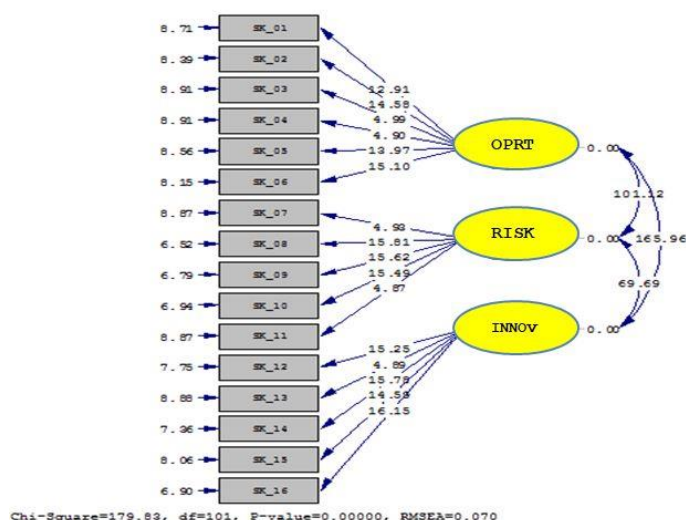 8.71 SK_01
8.39 SK_02
8.91 SK_03
8.91 SK_04
8.56 SK_05
8.15 SK_06
8.87 SK_07
6.52 SK_08
6.79 SK_09
6.94 SK_10
8.87 SK_11
7.75 SK_12
8.88 SK_13
7.36 SK_14
8.06 SK_15
6.90 SK_16
12.91
14.58
4.99
4.90
13.97
15.10
4.93
15.81
15.62
15.49
4.87
15.25
4.89
15.78
14.59
16.15
OPRT 0.00
RISK 0.00
INNOV 0.00
101.12
165.96
69.69
Chi-Square=179.83, df=101, P-value=0.00000, RMSEA=0.070